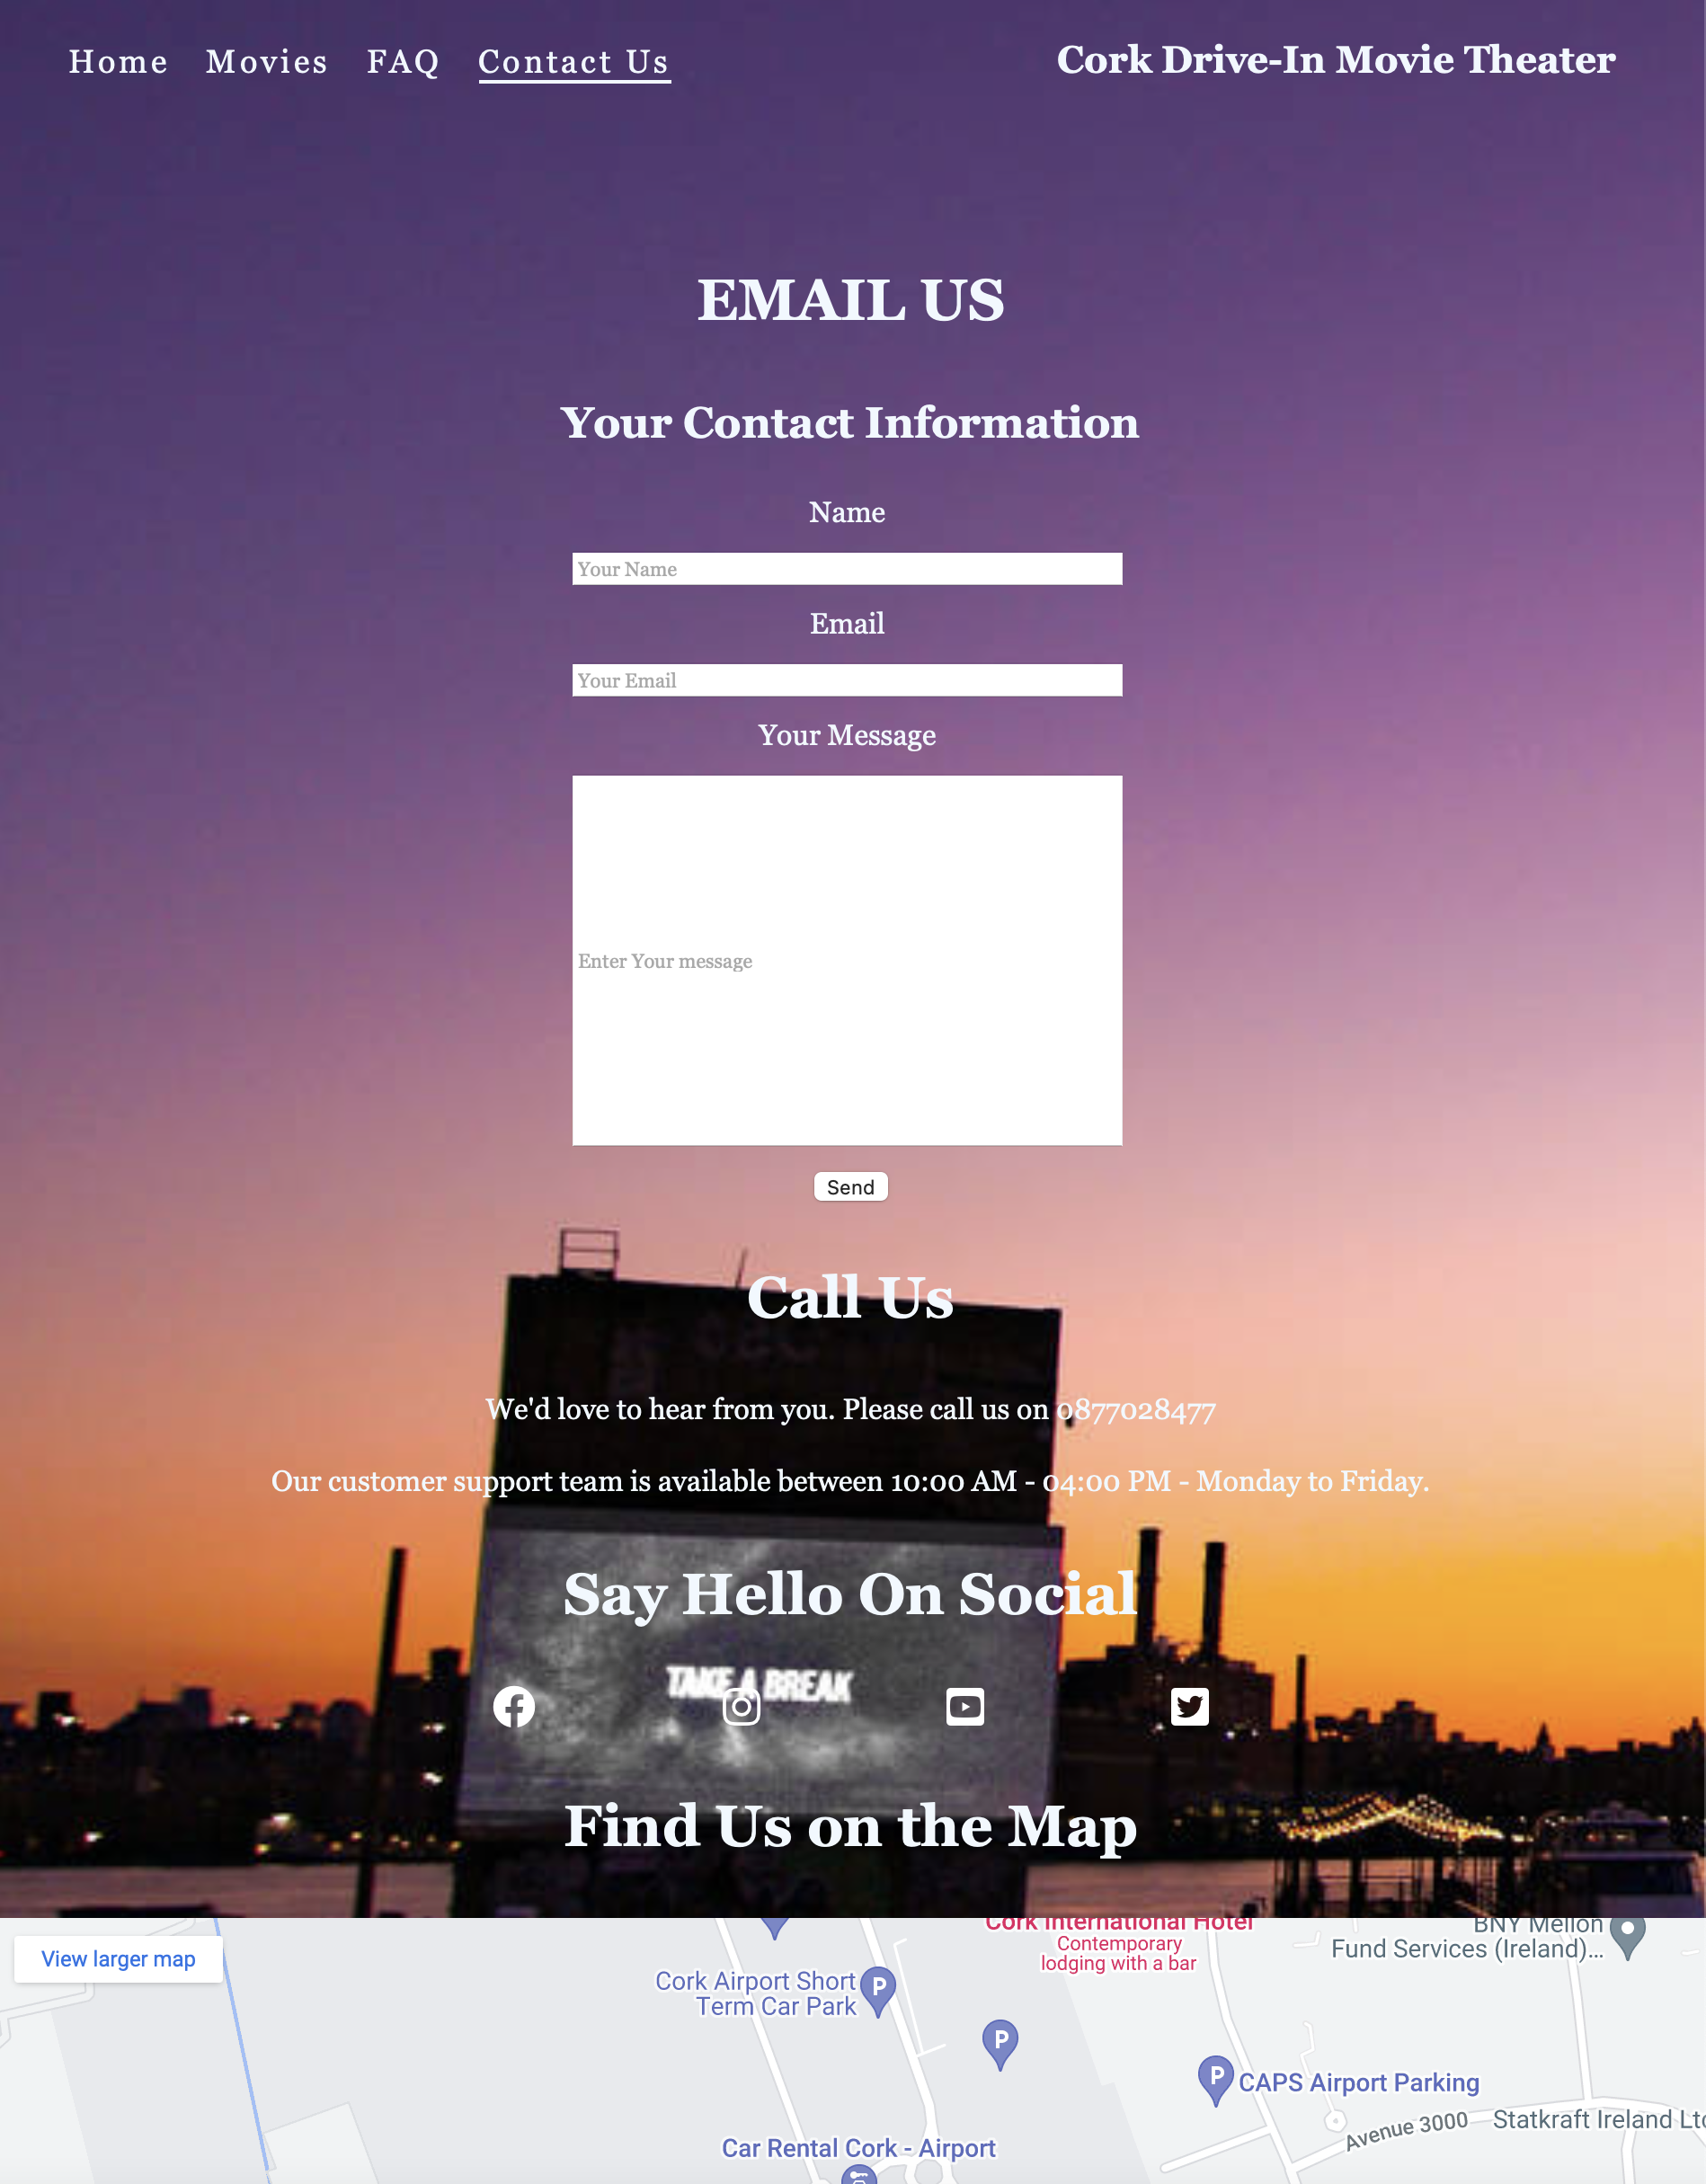 Home Movies FAQ Contact Us
Cork Drive-In Movie Theater
EMAIL US
Your Contact Information
Name
Your Name
Email
Your Email
Your Message
Enter Your message
Send
Call Us
We'd love to hear from you. Please call us on 0877028477
Our customer support team is available between 10:00 AM - 04:00 PM - Monday to Friday.
Say Hello On Social
TAKE A BREAK
Find Us on the Map
View larger map
Cork International Hotel
Contemporary
lodging with a bar
BNY Mellon
Fund Services (Ireland)...
Cork Airport Short
Term Car Park
P
P
P
CAPS Airport Parking
Avenue 3000
Statkraft Ireland Ltd
Car Rental Cork - Airport